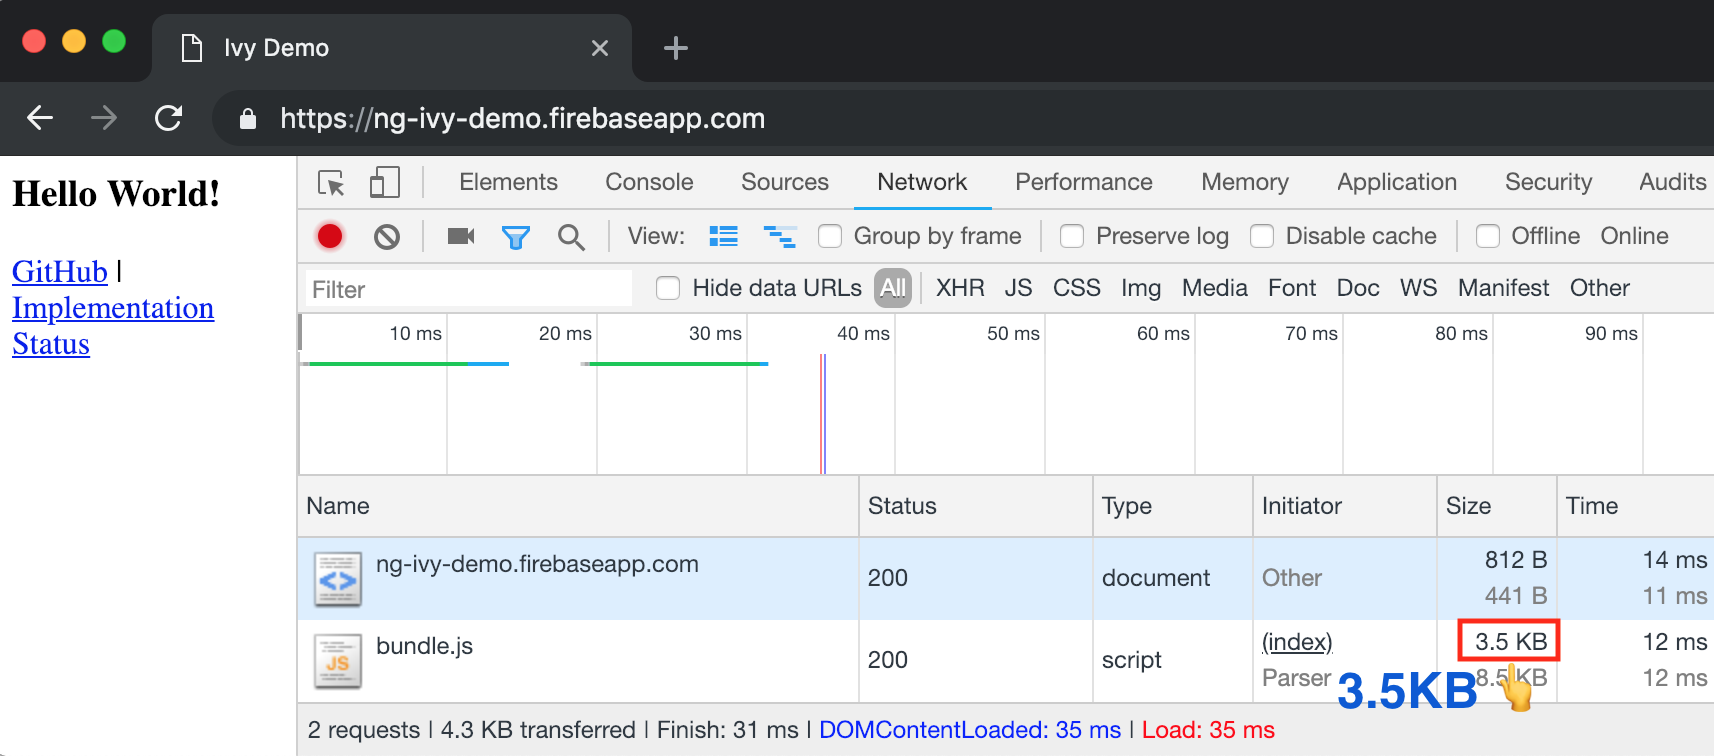 Ivy Demo
https://ng-ivy-demo.firebaseapp.com
Hello World!
GitHub |
Implementation
Status
Elements Console Sources Network Performance Memory Application Security Audits
View: Group by frame Preserve log Disable cache Offline Online
Filter Hide data URLs All XHR JS CSS Img Media Font Doc WS Manifest Other
10 ms 20 ms 30 ms 40 ms 50 ms 60 ms 70 ms 80 ms 90 ms
Name Status Type Initiator Size Time
ng-ivy-demo.firebaseapp.com 200 document Other 812 B 14 ms
441 B 11 ms
JS bundle.js 200 script (index) 3.5 KB 12 ms
Parser 8.5 KB 12 ms
3.5KB
2 requests | 4.3 KB transferred | Finish: 31 ms | DOMContentLoaded: 35 ms | Load: 35 ms